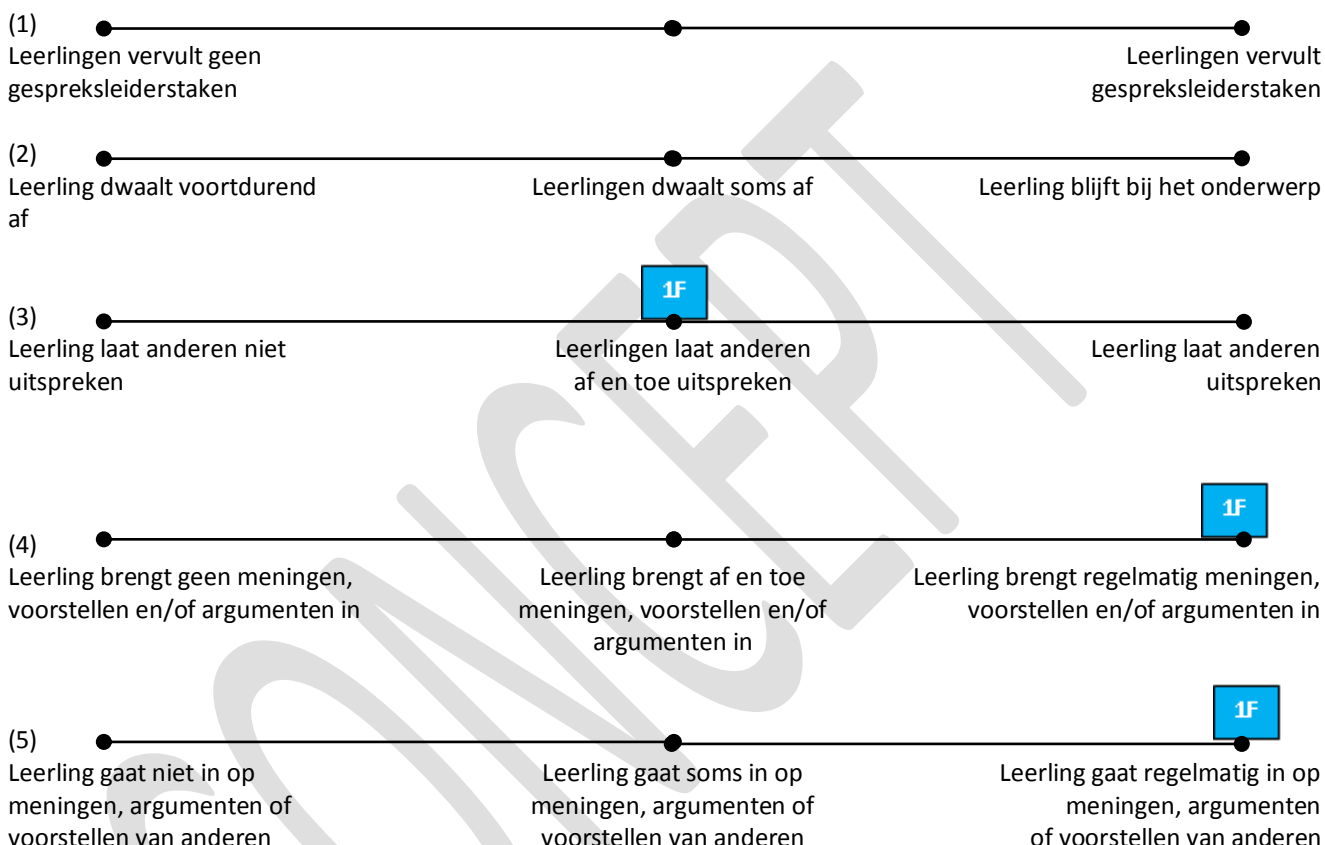 (1)
Leerlingen vervult geen
gespreksleiderstaken
Leerlingen vervult
gespreksleiderstaken
(2)
Leerling dwaalt voortdurend
af
Leerlingen dwaalt soms af
Leerling blijft bij het onderwerp
1F
(3)
Leerling laat anderen niet
uitspreken
Leerlingen laat anderen
af en toe uitspreken
Leerling laat anderen
uitspreken
1F
(4)
Leerling brengt geen meningen,
voorstellen en/of argumenten in
Leerling brengt af en toe
meningen, voorstellen en/of
argumenten in
Leerling brengt regelmatig meningen,
voorstellen en/of argumenten in
1F
(5)
Leerling gaat niet in op
meningen, argumenten of
voorstellen van anderen
Leerling gaat soms in op
meningen, argumenten of
voorstellen van anderen
Leerling gaat regelmatig in op
meningen, argumenten
of voorstellen van anderen
CONCEPT